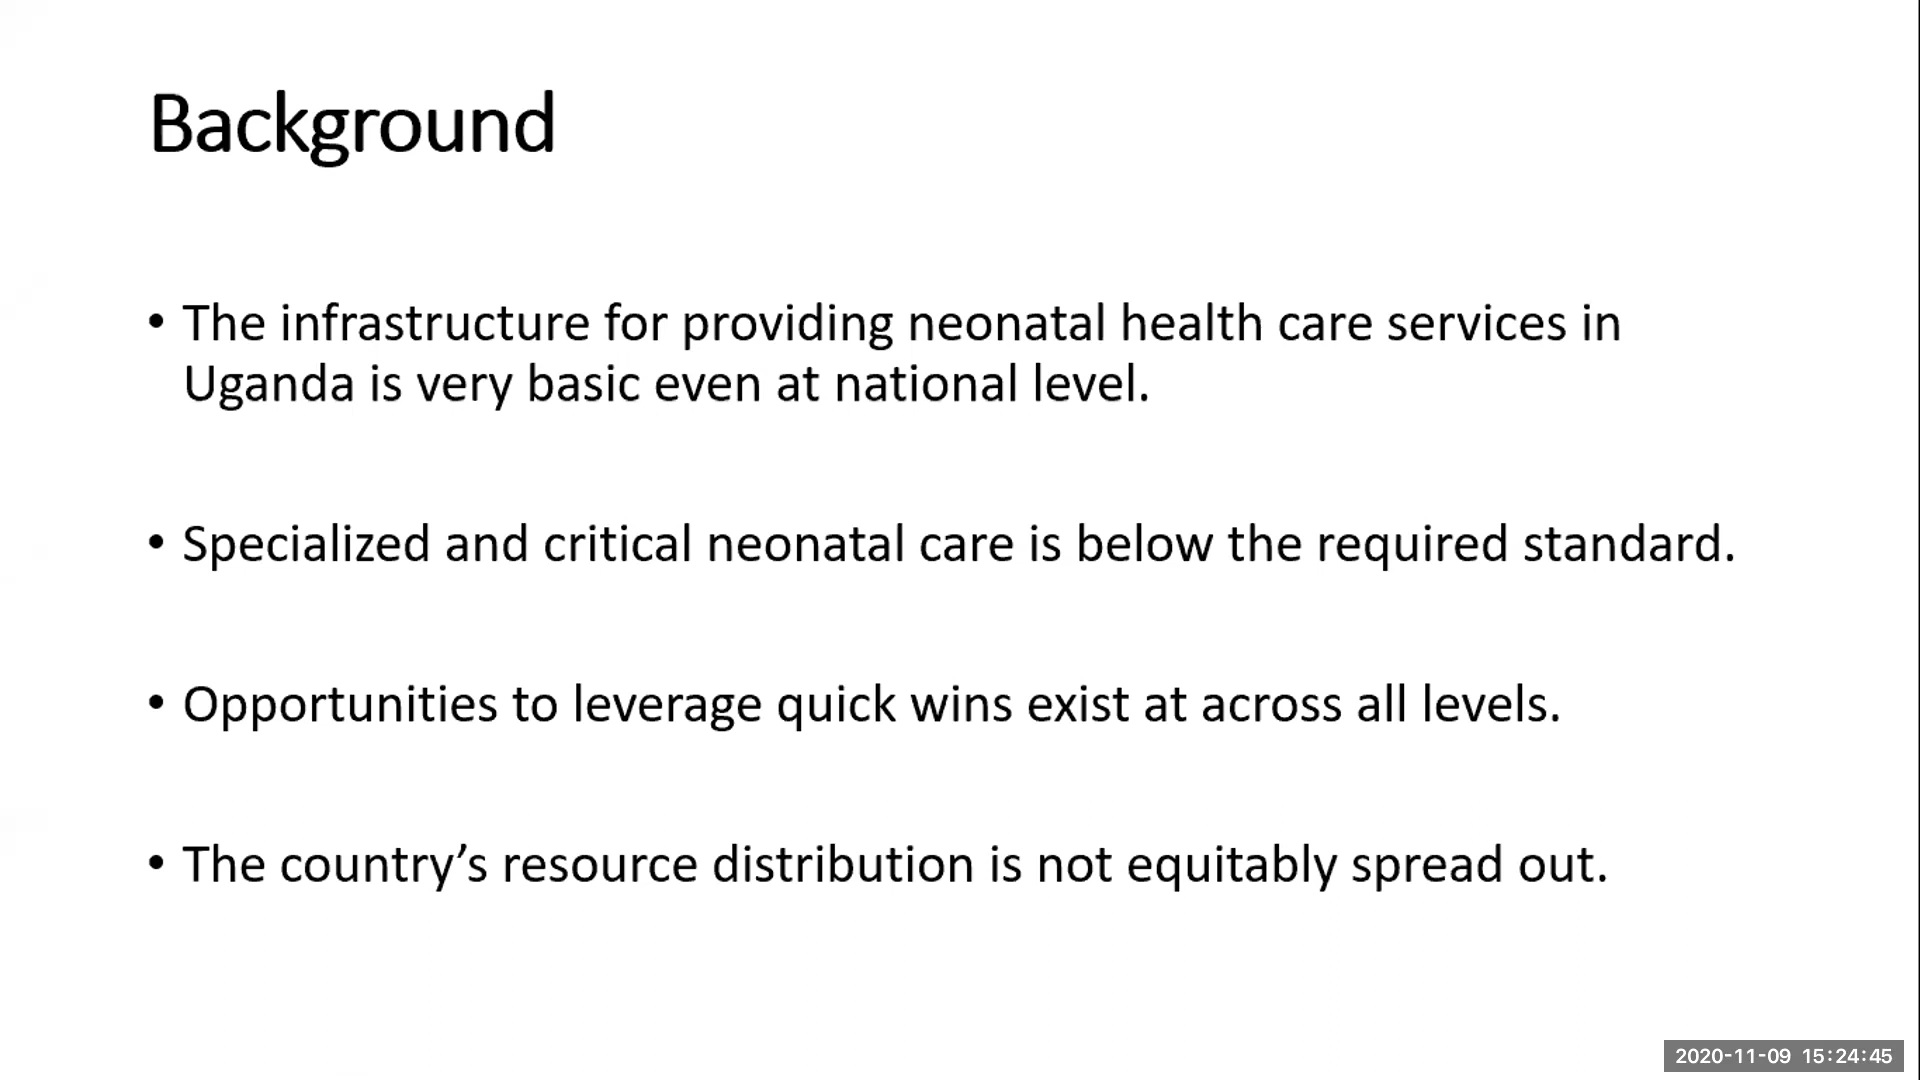 Background
• The infrastructure for providing neonatal health care services in
Uganda is very basic even at national level.
• Specialized and critical neonatal care is below the required standard.
• Opportunities to leverage quick wins exist at across all levels.
• The country’s resource distribution is not equitably spread out.
2020-11-09 15:24:45